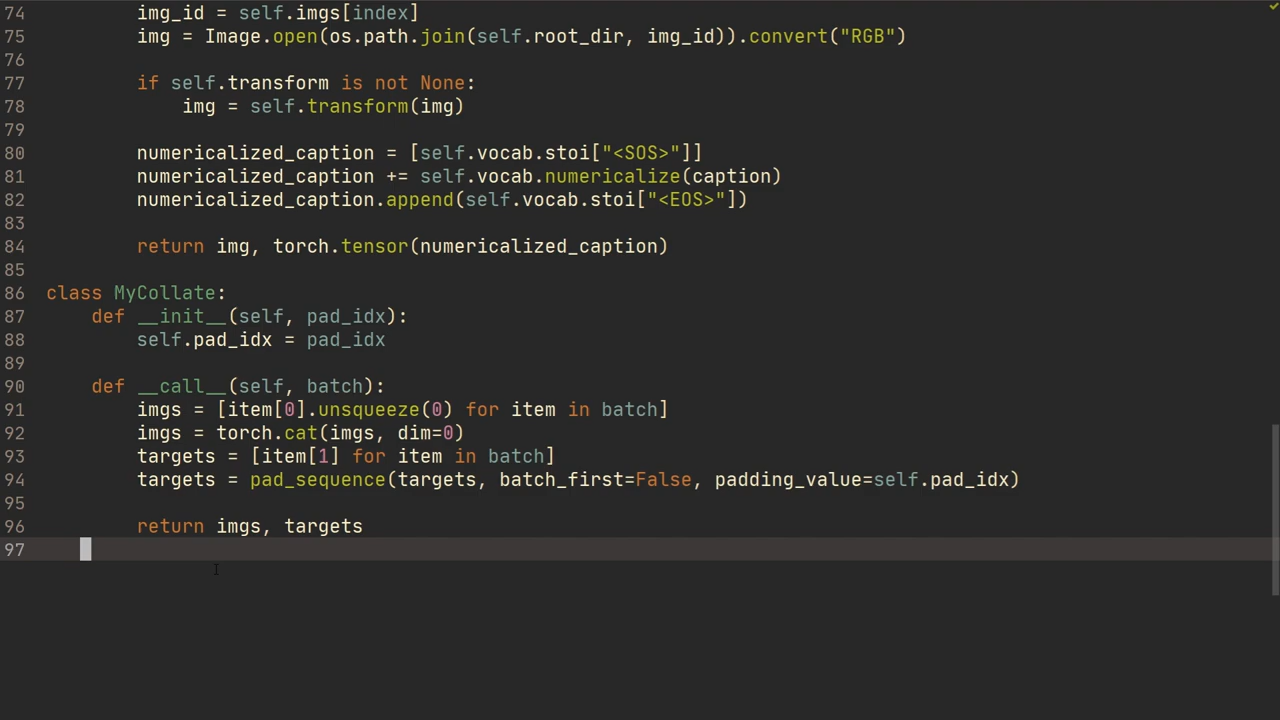 74 img_id = self.imgs[index]
75 img = Image.open(os.path.join(self.root_dir, img_id)).convert("RGB")
76
77 if self.transform is not None:
78 img = self.transform(img)
79
80 numericalized_caption = [self.vocab.stoi["<SOS>"]]
81 numericalized_caption += self.vocab.numericalize(caption)
82 numericalized_caption.append(self.vocab.stoi["<EOS>"])
83
84 return img, torch.tensor(numericalized_caption)
85
86 class MyCollate:
87 def __init__(self, pad_idx):
88 self.pad_idx = pad_idx
89
90 def __call__(self, batch):
91 imgs = [item[0].unsqueeze(0) for item in batch]
92 imgs = torch.cat(imgs, dim=0)
93 targets = [item[1] for item in batch]
94 targets = pad_sequence(targets, batch_first=False, padding_value=self.pad_idx)
95
96 return imgs, targets
97